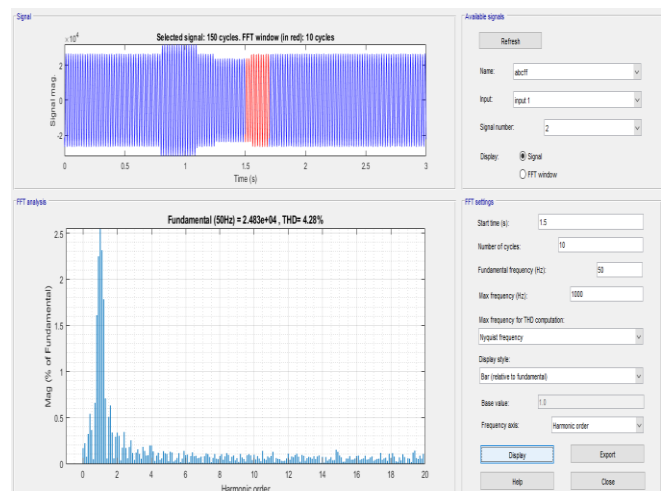 Signal
Selected signal: 150 cycles. FFT window (in red): 10 cycles
×10⁴
Signal mag.
2
0
-2
0 0.5 1 1.5 2 2.5 3
Time (s)
FFT analysis
Fundamental (50Hz) = 2.483e+04 , THD= 4.28%
Mag (% of Fundamental)
2.5
2
1.5
1
0.5
0
0 2 4 6 8 10 12 14 16 18 20
Harmonic order
Available signals
Refresh
Name: abcff
Input: input 1
Signal number: 2
Display: Signal
FFT window
FFT settings
Start time (s): 1.5
Number of cycles: 10
Fundamental frequency (Hz): 50
Max frequency (Hz): 1000
Max frequency for THD computation:
Nyquist frequency
Display style:
Bar (relative to fundamental)
Base value: 1.0
Frequency axis: Harmonic order
Display Export
Help Close